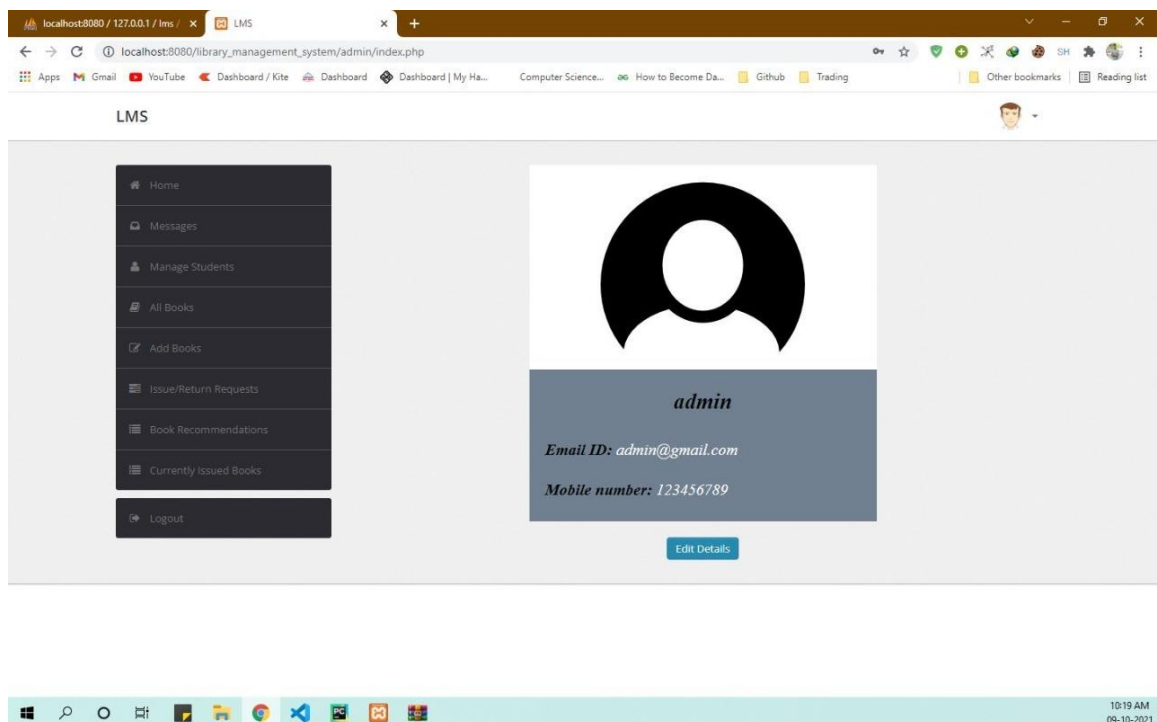 localhost:8080 / 127.0.0.1 / lms /
LMS
localhost:8080/library_management_system/admin/index.php
SH
Apps Gmail YouTube Dashboard / Kite Dashboard Dashboard | My Ha... Computer Science... How to Become Da... Github Trading Other bookmarks Reading list
LMS
Home
Messages
Manage Students
All Books
Add Books
Issue/Return Requests
Book Recommendations
Currently Issued Books
Logout
admin
Email ID: admin@gmail.com
Mobile number: 123456789
Edit Details
10:19 AM
09-10-2021